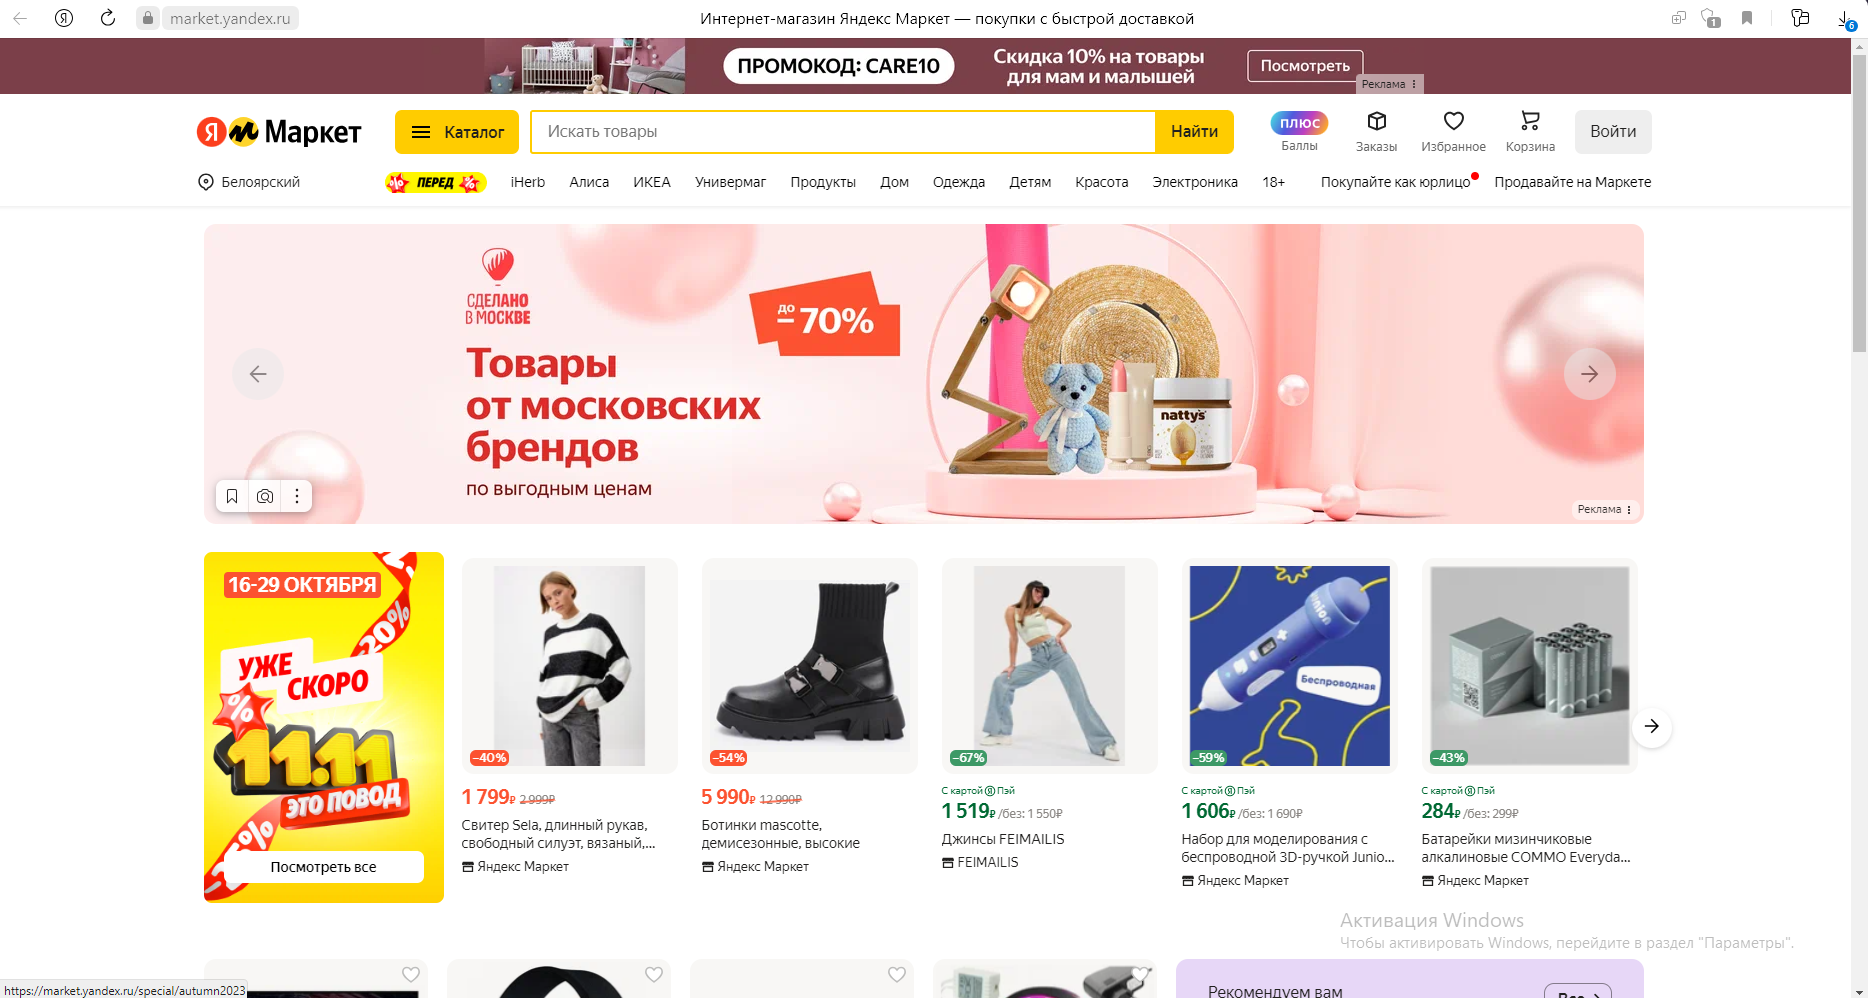 market.yandex.ru
Интернет-магазин Яндекс Маркет — покупки с быстрой доставкой
1
6
ПРОМОКОД: CARE10
Скидка 10% на товары
для мам и малышей
Посмотреть
Реклама
Я Маркет
Каталог
Искать товары
Найти
ПЛЮС
Баллы
Заказы
Избранное
Корзина
Войти
Белоярский
% ПЕРЕД %
iHerb
Алиса
ИКЕА
Универмаг
Продукты
Дом
Одежда
Детям
Красота
Электроника
18+
Покупайте как юрлицо
Продавайте на Маркете
СДЕЛАНО
В МОСКВЕ
до
–70%
Товары
от московских
брендов
по выгодным ценам
natty's
Реклама
16-29 ОКТЯБРЯ
20%
УЖЕ
СКОРО
%
11.11
ЭТО ПОВОД
%
Посмотреть все
–40%
1 799₽ 2 999₽
Свитер Sela, длинный рукав,
свободный силуэт, вязаный,...
Яндекс Маркет
–54%
5 990₽ 12 990₽
Ботинки mascotte,
демисезонные, высокие
Яндекс Маркет
–67%
С картой Я Пэй
1 519₽ /без: 1 550₽
Джинсы FEIMAILIS
FEIMAILIS
Беспроводная
–59%
С картой Я Пэй
1 606₽ /без: 1 690₽
Набор для моделирования с
беспроводной 3D-ручкой Junio...
Яндекс Маркет
–43%
С картой Я Пэй
284₽ /без: 299₽
Батарейки мизинчиковые
алкалиновые COMMO Everyda...
Яндекс Маркет
Активация Windows
Чтобы активировать Windows, перейдите в раздел "Параметры".
Рекомендуем вам
Все
https://market.yandex.ru/special/autumn2023